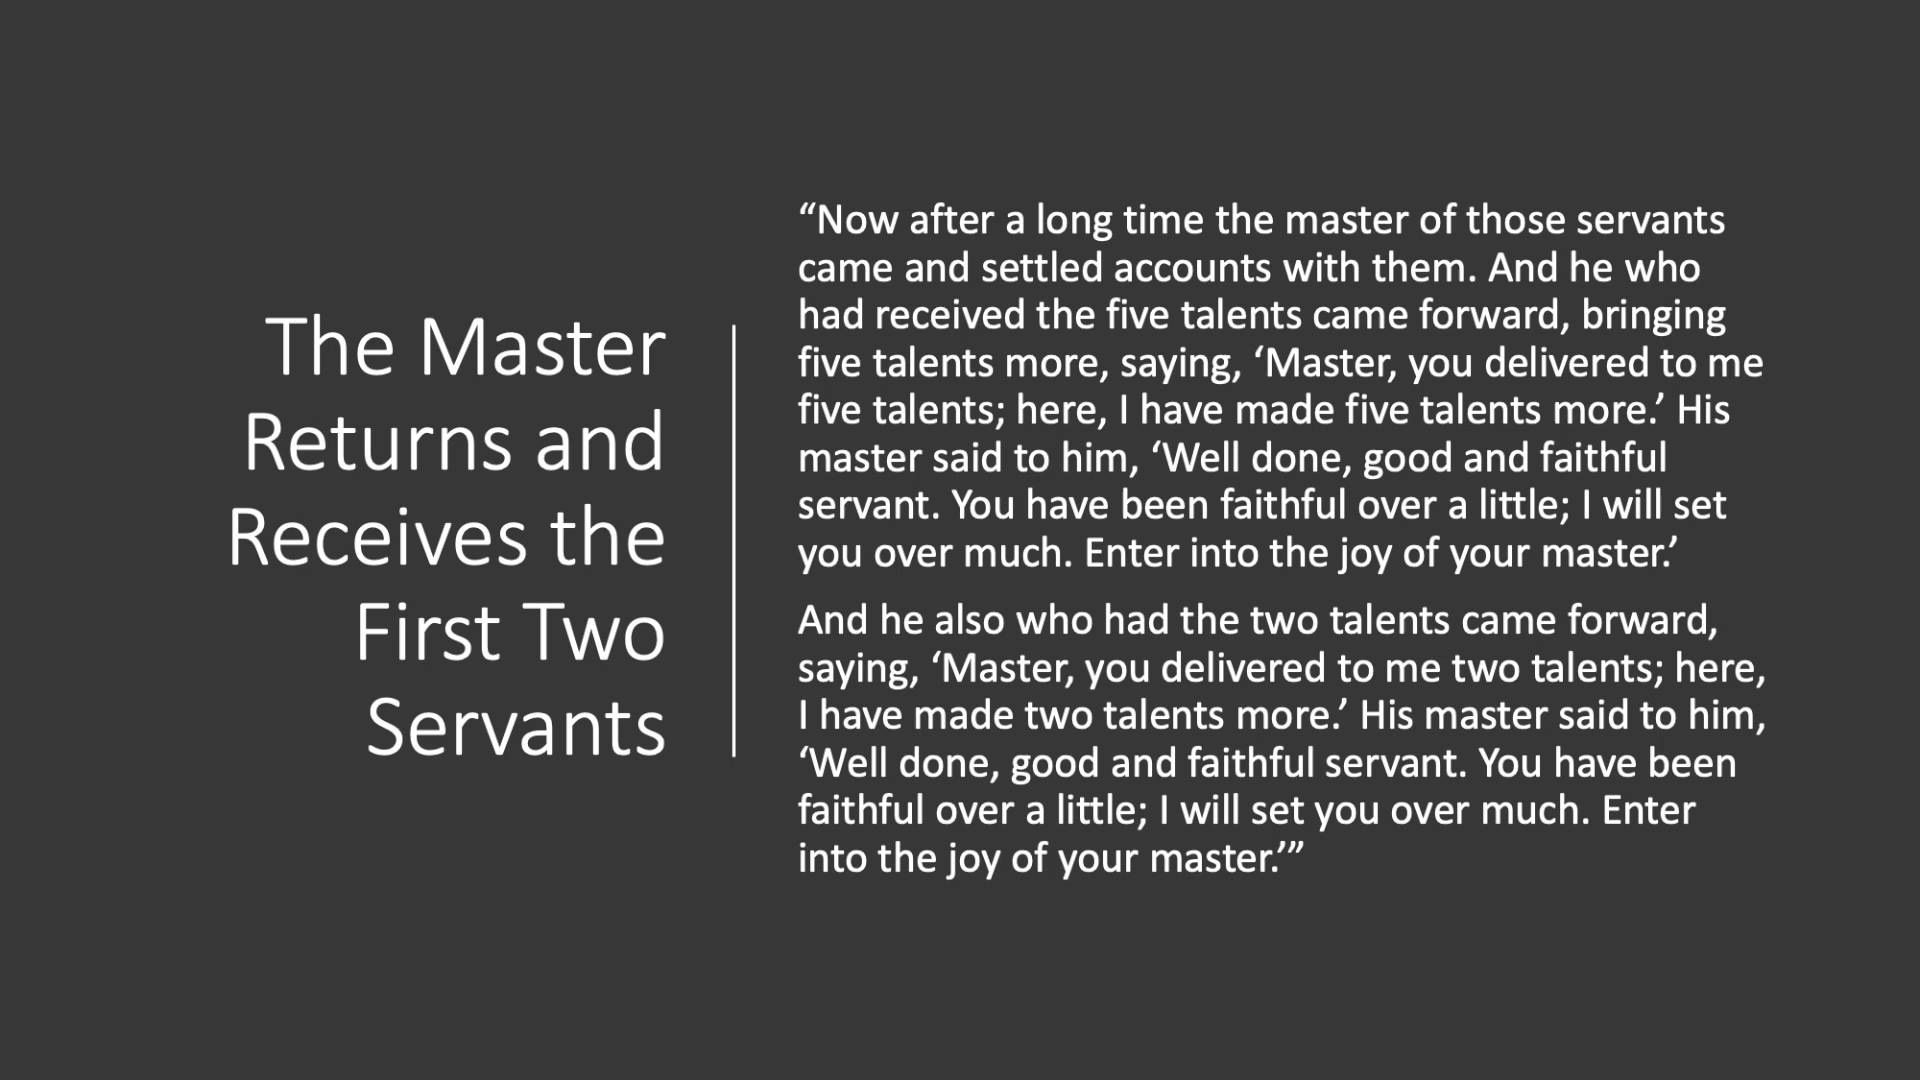 The Master
Returns and
Receives the
First Two
Servants
“Now after a long time the master of those servants
came and settled accounts with them. And he who
had received the five talents came forward, bringing
five talents more, saying, ‘Master, you delivered to me
five talents; here, I have made five talents more.’ His
master said to him, ‘Well done, good and faithful
servant. You have been faithful over a little; I will set
you over much. Enter into the joy of your master.’
And he also who had the two talents came forward,
saying, ‘Master, you delivered to me two talents; here,
I have made two talents more.’ His master said to him,
‘Well done, good and faithful servant. You have been
faithful over a little; I will set you over much. Enter
into the joy of your master.’”